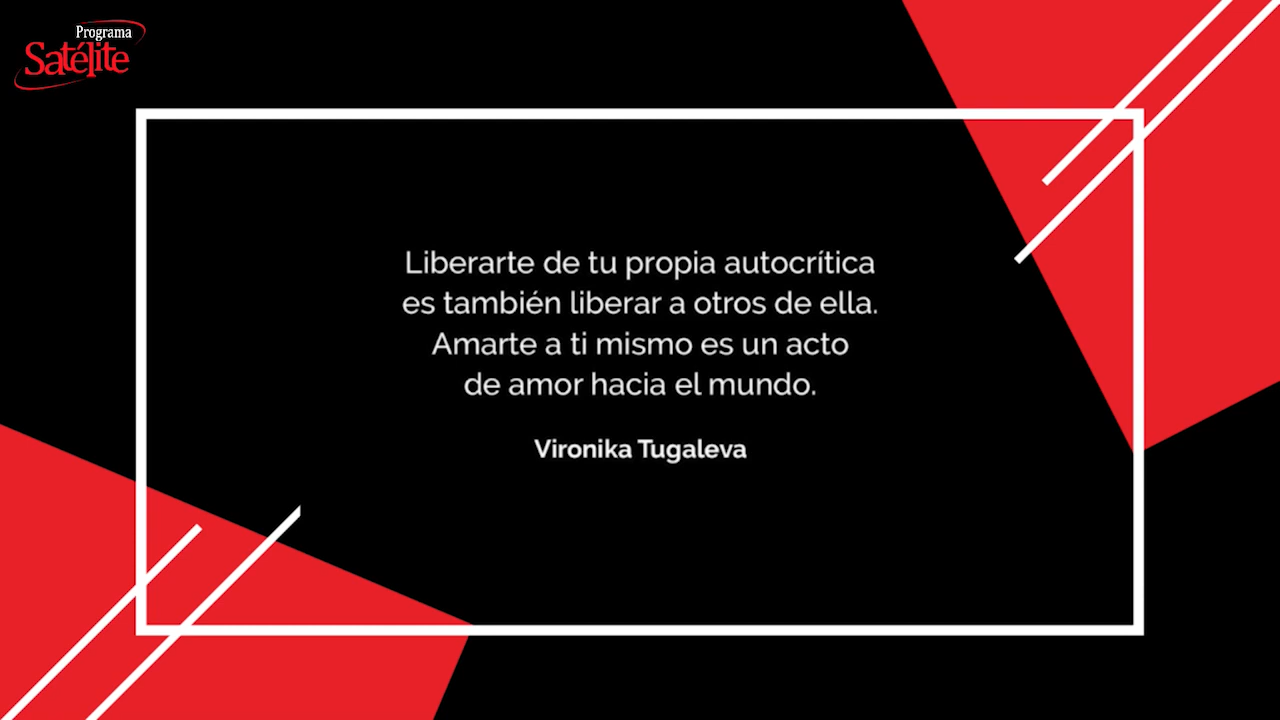 Programa
Satélite
Liberarte de tu propia autocrítica
es también liberar a otros de ella.
Amarte a ti mismo es un acto
de amor hacia el mundo.
Vironika Tugaleva